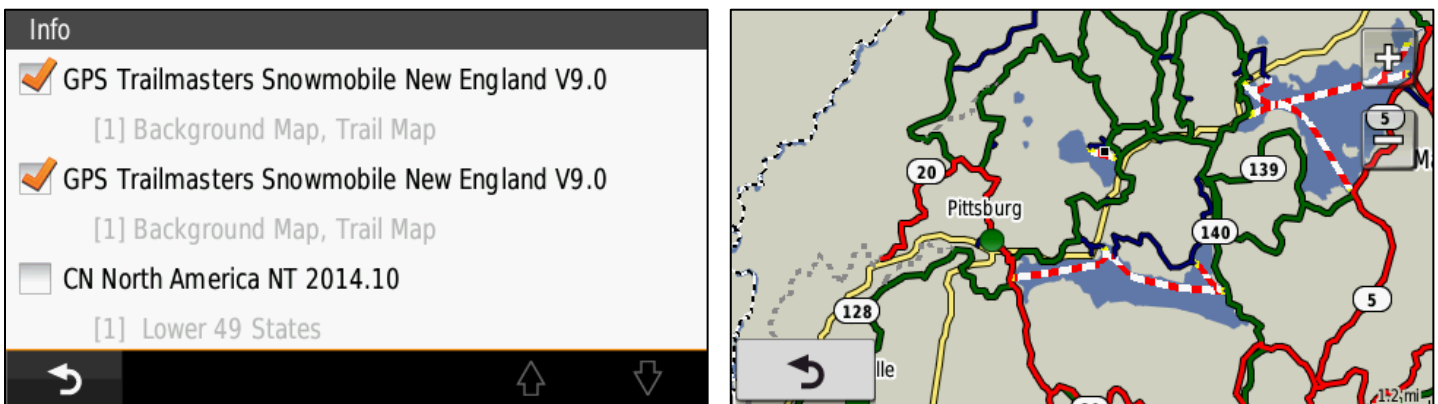 Info
GPS Trailmasters Snowmobile New England V9.0
[1] Background Map, Trail Map
GPS Trailmasters Snowmobile New England V9.0
[1] Background Map, Trail Map
CN North America NT 2014.10
[1] Lower 49 States
5
Ma
139
20
Pittsburg
140
5
128
lle
1.2 mi